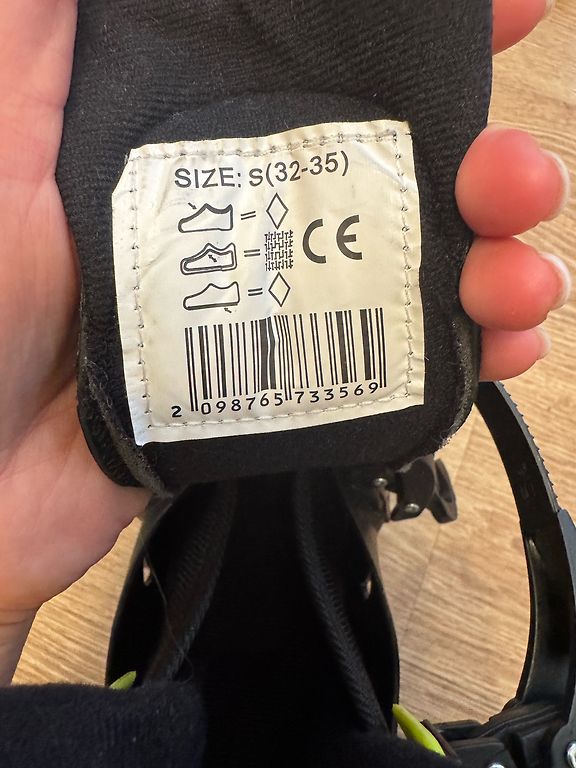 SIZE: S(32-35)
=
= CE
=
2 098765 733569